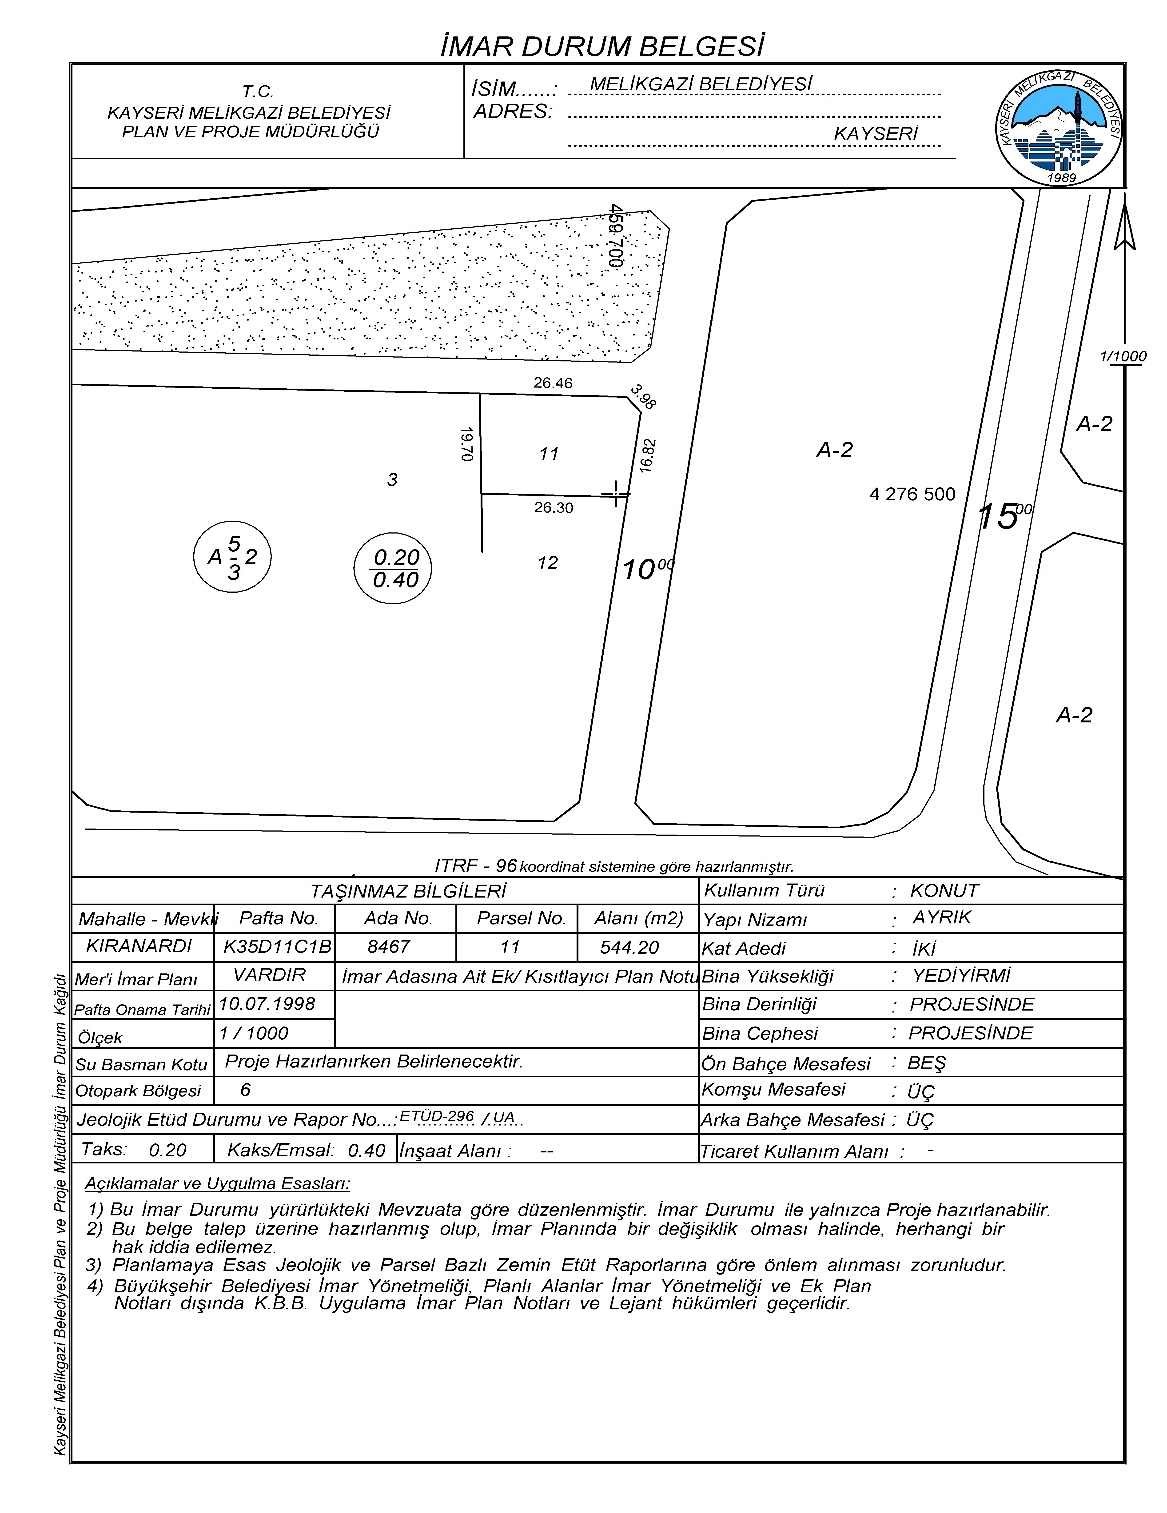 İMAR DURUM BELGESİ
T.C.
KAYSERİ MELİKGAZİ BELEDİYESİ
PLAN VE PROJE MÜDÜRLÜĞÜ
İSİM......: MELİKGAZİ BELEDİYESİ
ADRES:
KAYSERİ
KAYSERİ MELİKGAZİ BELEDİYESİ
1989
459 700
1/1000
26.46
3.98
19.70
11
16.82
3
26.30
12
A 5/3 2
0.20
0.40
10 00
A-2
4 276 500
15 00
A-2
A-2
ITRF - 96 koordinat sistemine göre hazırlanmıştır.
TAŞINMAZ BİLGİLERİ
Mahalle - Mevkii Pafta No. Ada No. Parsel No. Alanı (m2)
KIRANARDI K35D11C1B 8467 11 544.20
Mer'i İmar Planı VARDIR İmar Adasına Ait Ek/ Kısıtlayıcı Plan Notu
Pafta Onama Tarihi 10.07.1998
Ölçek 1 / 1000
Su Basman Kotu Proje Hazırlanırken Belirlenecektir.
Otopark Bölgesi 6
Jeolojik Etüd Durumu ve Rapor No...: ETÜD-296 / UA
Taks: 0.20 Kaks/Emsal: 0.40 İnşaat Alanı : --
Kullanım Türü : KONUT
Yapı Nizamı : AYRIK
Kat Adedi : İKİ
Bina Yüksekliği : YEDİYİRMİ
Bina Derinliği : PROJESİNDE
Bina Cephesi : PROJESİNDE
Ön Bahçe Mesafesi : BEŞ
Komşu Mesafesi : ÜÇ
Arka Bahçe Mesafesi : ÜÇ
Ticaret Kullanım Alanı : -
Açıklamalar ve Uygulma Esasları:
1) Bu İmar Durumu yürürlükteki Mevzuata göre düzenlenmiştir. İmar Durumu ile yalnızca Proje hazırlanabilir.
2) Bu belge talep üzerine hazırlanmış olup, İmar Planında bir değişiklik olması halinde, herhangi bir
hak iddia edilemez.
3) Planlamaya Esas Jeolojik ve Parsel Bazlı Zemin Etüt Raporlarına göre önlem alınması zorunludur.
4) Büyükşehir Belediyesi İmar Yönetmeliği, Planlı Alanlar İmar Yönetmeliği ve Ek Plan
Notları dışında K.B.B. Uygulama İmar Plan Notları ve Lejant hükümleri geçerlidir.
Kayseri Melikgazi Belediyesi Plan ve Proje Müdürlüğü İmar Durum Kağıdı